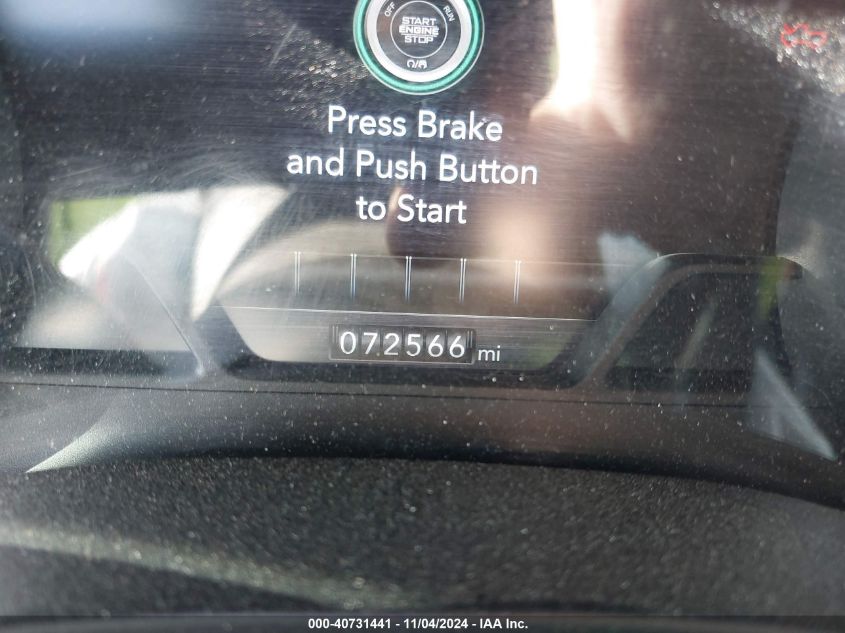 OFF
RUN
START
ENGINE
STOP
Press Brake
and Push Button
to Start
072566 mi
000-40731441 - 11/04/2024 - IAA Inc.